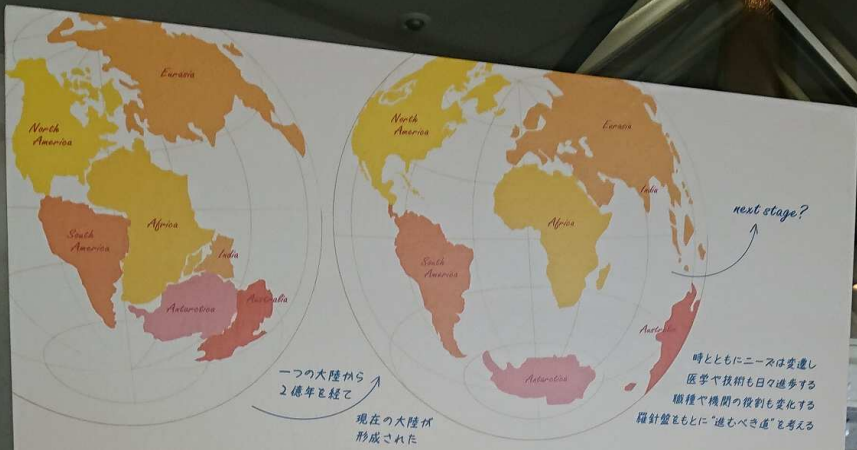 Eurasia
North
America
Africa
South
America
India
Antarctica
Australia
一つの大陸から
2億年を経て
現在の大陸が
形成された
North
America
Eurasia
India
Africa
South
America
Australia
Antarctica
next stage?
時とともにニーズは変遷し
医学や技術も日々進歩する
職種や機関の役割も変化する
羅針盤をもとに"進むべき道"を考える